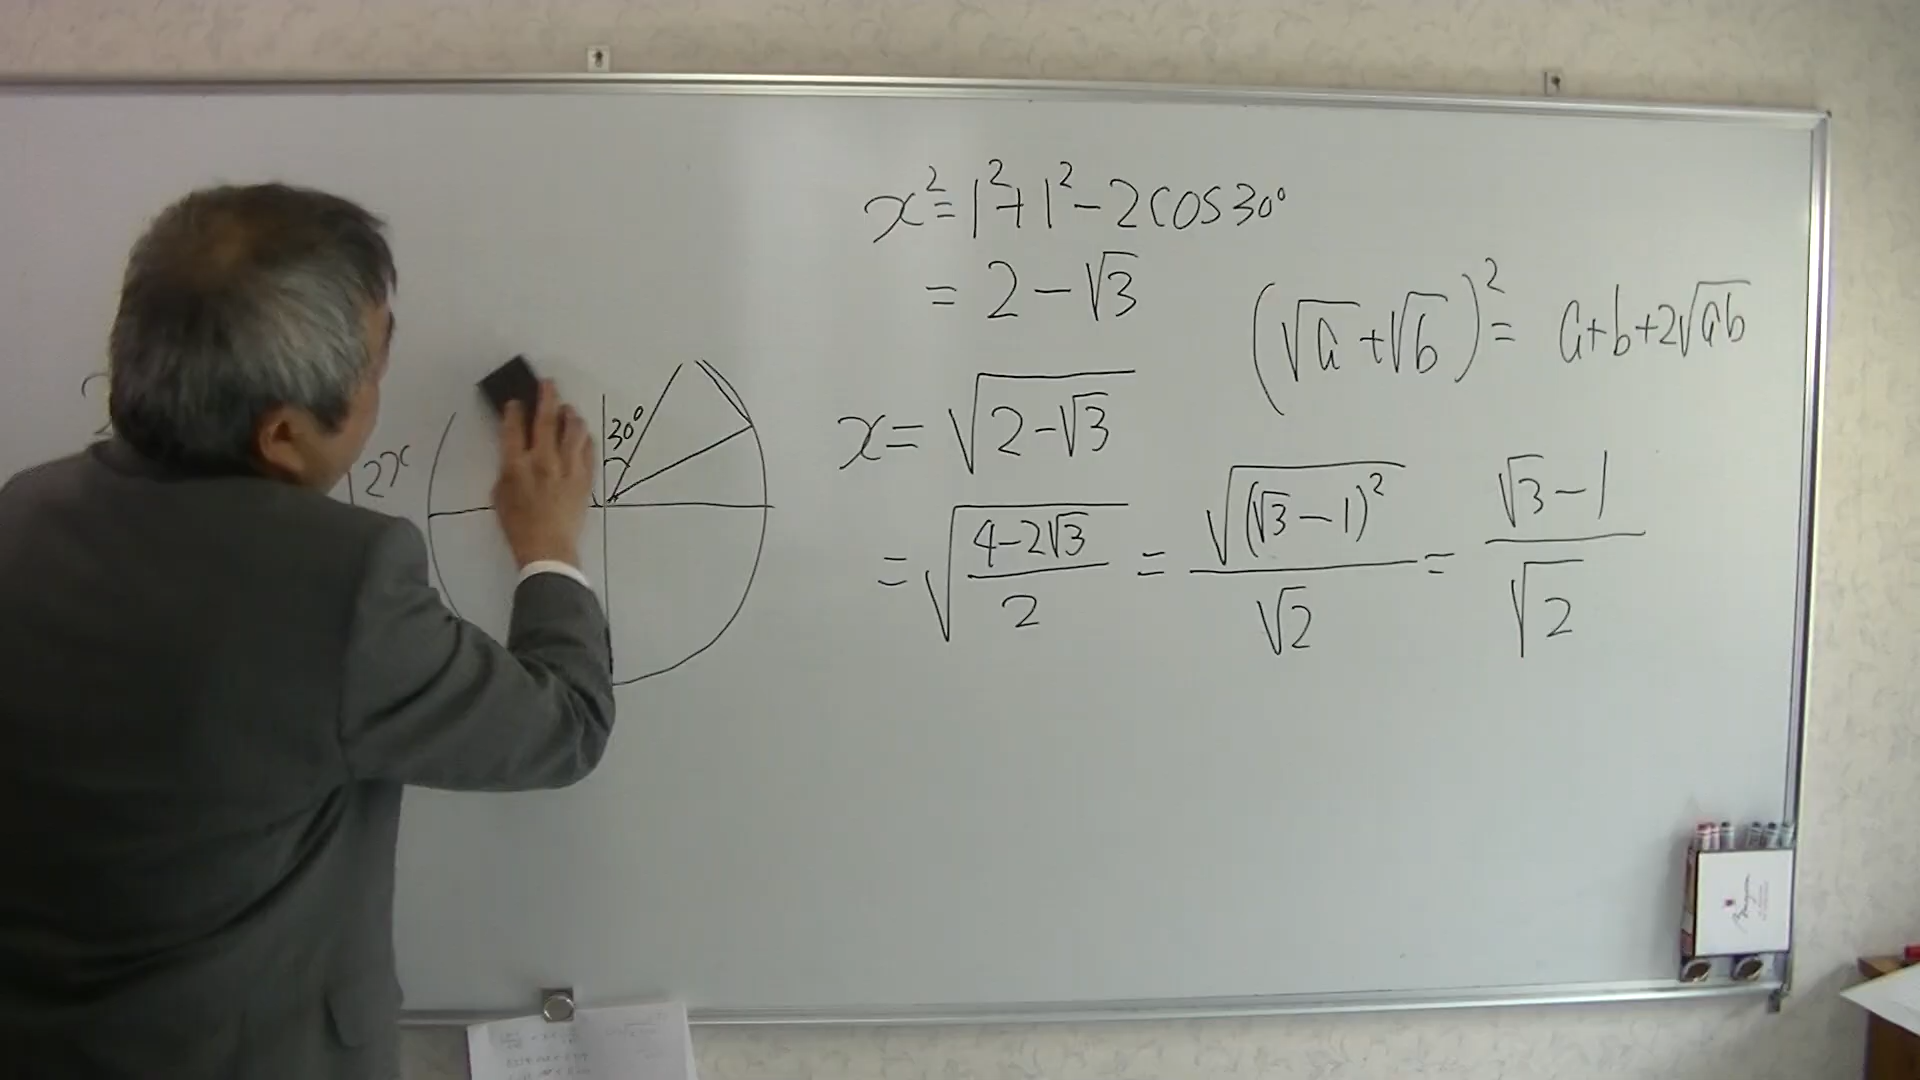 x² = 1² + 1² - 2cos30°
= 2 - √3
(√a + √b)² = a+b+2√ab
x = √(2-√3)
= √((4-2√3)/2) = √((√3-1)²)/√2 = (√3-1)/√2
30°